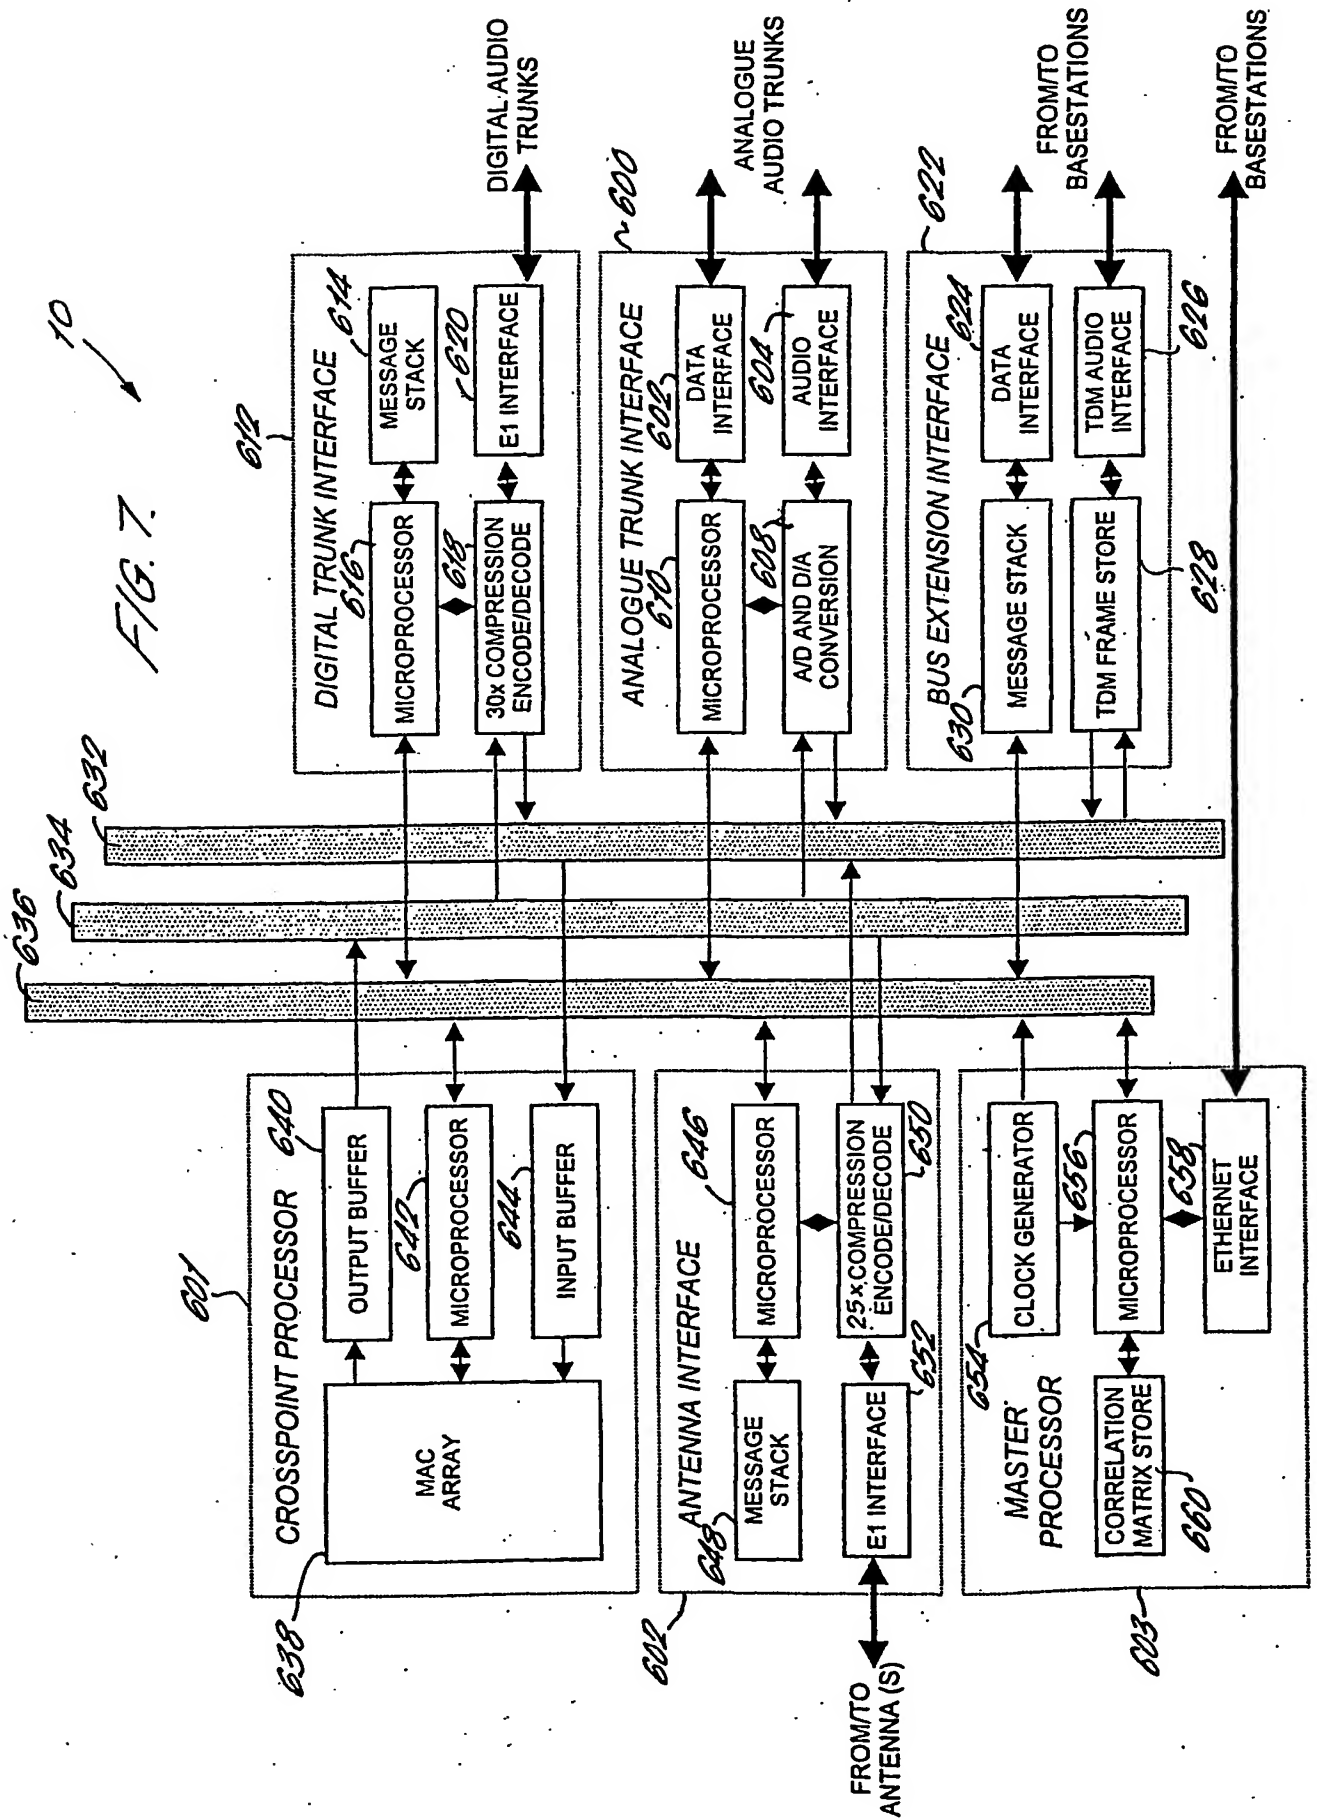 FIG. 7.
10
636
634
632
601
CROSSPOINT PROCESSOR
638
MAC
ARRAY
OUTPUT BUFFER
640
642
MICROPROCESSOR
644
INPUT BUFFER
602
ANTENNA INTERFACE
648
MESSAGE
STACK
MICROPROCESSOR
646
E1 INTERFACE
652
25x COMPRESSION
ENCODE/DECODE
650
FROM/TO
ANTENNA (S)
603
MASTER
PROCESSOR
654
CLOCK GENERATOR
656
MICROPROCESSOR
658
ETHERNET
INTERFACE
CORRELATION
MATRIX STORE
660
612
DIGITAL TRUNK INTERFACE
616
MICROPROCESSOR
618
30x COMPRESSION
ENCODE/DECODE
MESSAGE
STACK
614
620
E1 INTERFACE
DIGITAL AUDIO
TRUNKS
600
ANALOGUE TRUNK INTERFACE
610
MICROPROCESSOR
608
A/D AND D/A
CONVERSION
602
DATA
INTERFACE
604
AUDIO
INTERFACE
ANALOGUE
AUDIO TRUNKS
622
BUS EXTENSION INTERFACE
630
MESSAGE STACK
TDM FRAME STORE
628
624
DATA
INTERFACE
TDM AUDIO
INTERFACE
626
FROM/TO
BASESTATIONS
FROM/TO
BASESTATIONS